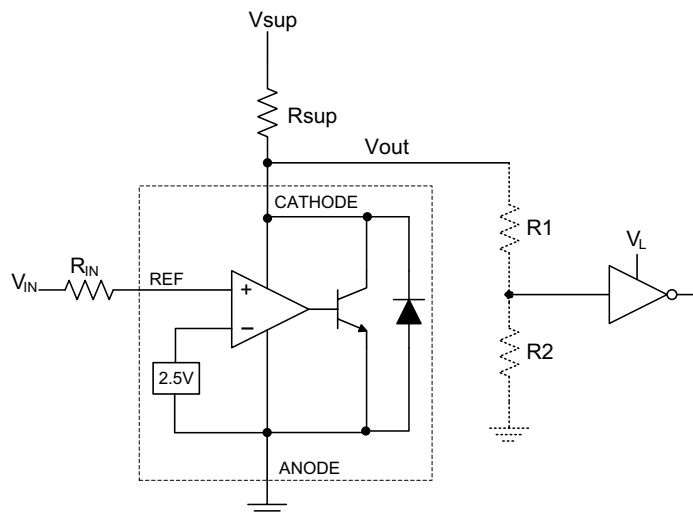 Vsup
Rsup
Vout
CATHODE
R1
RIN
VL
VIN
REF
+
−
R2
2.5V
ANODE